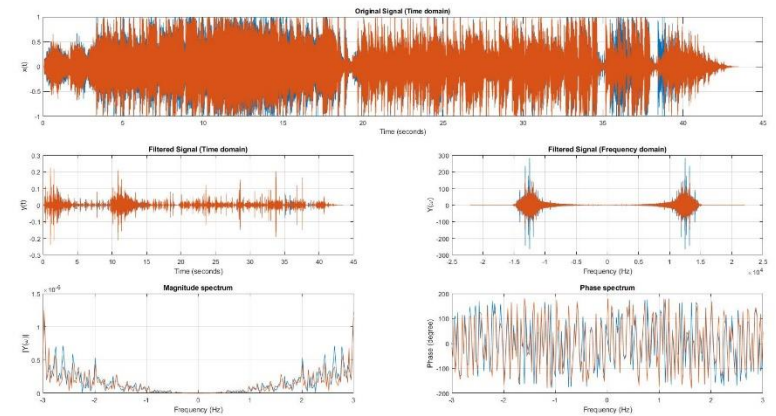 Original Signal (Time domain)
x(t)
1
0.5
0
-0.5
-1
0 5 10 15 20 25 30 35 40 45
Time (seconds)
Filtered Signal (Time domain)
y(t)
0.3
0.2
0.1
0
-0.1
-0.2
-0.3
0 5 10 15 20 25 30 35 40 45
Time (seconds)
Filtered Signal (Frequency domain)
Y(ω)
300
200
100
0
-100
-200
-300
-2.5 -2 -1.5 -1 -0.5 0 0.5 1 1.5 2 2.5
Frequency (Hz)
× 10^4
Magnitude spectrum
|Y(ω)|
1.5 × 10^-6
1
0.5
0
-3 -2 -1 0 1 2 3
Frequency (Hz)
Phase spectrum
Phase (degree)
200
100
0
-100
-200
-3 -2 -1 0 1 2 3
Frequency (Hz)